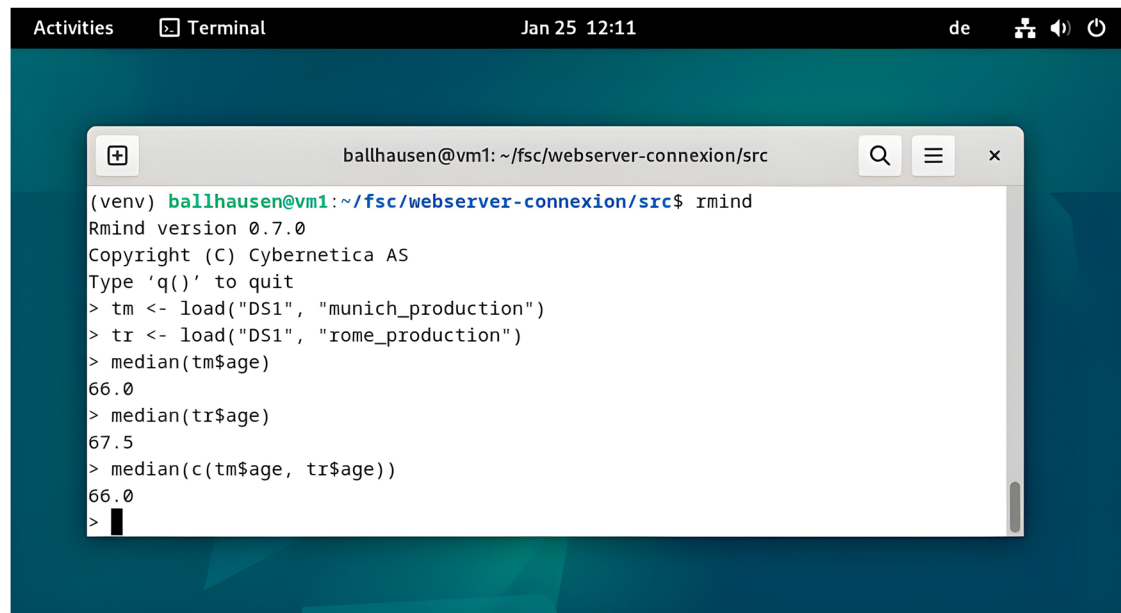 Activities Terminal Jan 25 12:11 de
ballhausen@vm1: ~/fsc/webserver-connexion/src
(venv) ballhausen@vm1:~/fsc/webserver-connexion/src$ rmind
Rmind version 0.7.0
Copyright (C) Cybernetica AS
Type ‘q()’ to quit
> tm <- load("DS1", "munich_production")
> tr <- load("DS1", "rome_production")
> median(tm$age)
66.0
> median(tr$age)
67.5
> median(c(tm$age, tr$age))
66.0
>